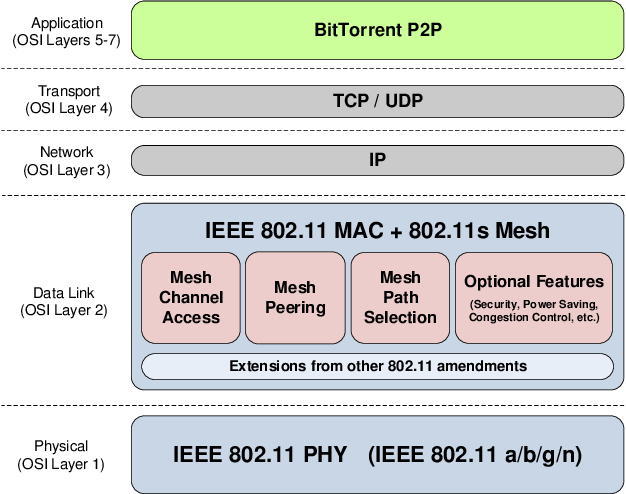 Application
(OSI Layers 5-7)
BitTorrent P2P
Transport
(OSI Layer 4)
TCP / UDP
Network
(OSI Layer 3)
IP
Data Link
(OSI Layer 2)
IEEE 802.11 MAC + 802.11s Mesh
Mesh
Channel
Access
Mesh
Peering
Mesh
Path
Selection
Optional Features
(Security, Power Saving,
Congestion Control, etc.)
Extensions from other 802.11 amendments
Physical
(OSI Layer 1)
IEEE 802.11 PHY (IEEE 802.11 a/b/g/n)